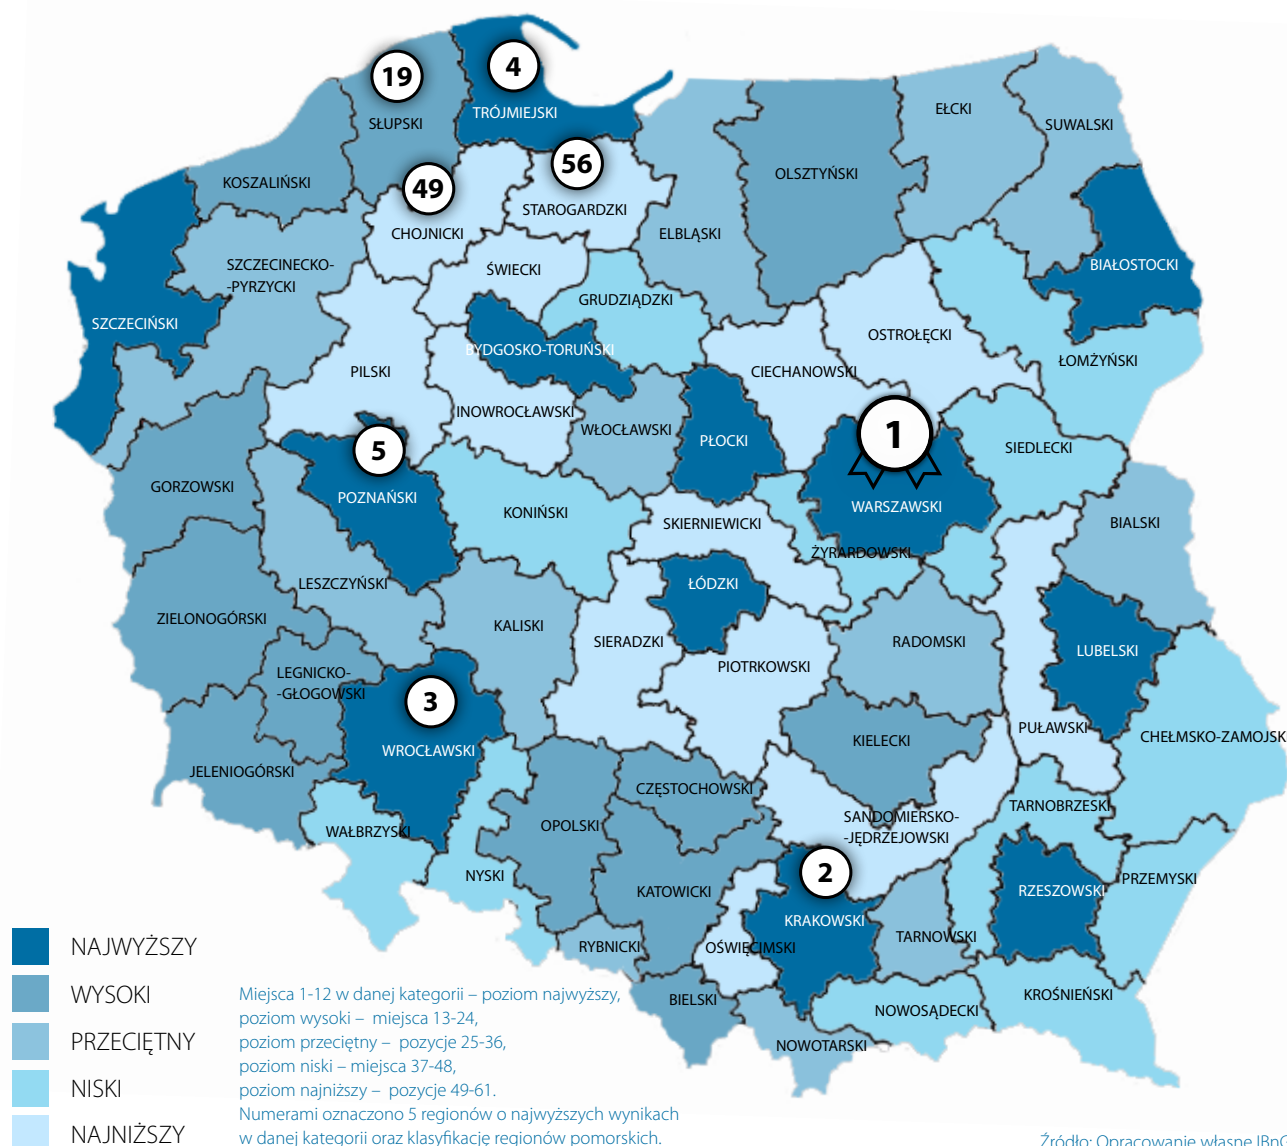 19
4
SŁUPSKI
TRÓJMIEJSKI
EŁCKI
SUWALSKI
KOSZALIŃSKI
49
56
OLSZTYŃSKI
CHOJNICKI
STAROGARDZKI
ELBLĄSKI
SZCZECINECKO-
-PYRZYCKI
ŚWIECKI
BIAŁOSTOCKI
GRUDZIĄDZKI
SZCZECIŃSKI
BYDGOSKO-TORUŃSKI
OSTROŁĘCKI
ŁOMŻYŃSKI
PILSKI
CIECHANOWSKI
INOWROCŁAWSKI
WŁOCŁAWSKI
PŁOCKI
1
SIEDLECKI
5
GORZOWSKI
POZNAŃSKI
KONIŃSKI
SKIERNIEWICKI
WARSZAWSKI
BIALSKI
ŻYRARDOWSKI
LESZCZYŃSKI
ŁÓDZKI
ZIELONOGÓRSKI
KALISKI
SIERADZKI
RADOMSKI
LUBELSKI
PIOTRKOWSKI
LEGNICKO-
-GŁOGOWSKI
3
WROCŁAWSKI
KIELECKI
PUŁAWSKI
CHEŁMSKO-ZAMOJSK
JELENIOGÓRSKI
CZĘSTOCHOWSKI
TARNOBRZESKI
WAŁBRZYSKI
OPOLSKI
SANDOMIERSKO-
-JĘDRZEJOWSKI
NYSKI
KATOWICKI
2
RZESZOWSKI
PRZEMYSKI
KRAKOWSKI
RYBNICKI
OŚWIĘCIMSKI
TARNOWSKI
BIELSKI
NOWOSĄDECKI
KROŚNIEŃSKI
NOWOTARSKI
NAJWYŻSZY
WYSOKI
PRZECIĘTNY
NISKI
NAJNIŻSZY
Miejsca 1-12 w danej kategorii – poziom najwyższy,
poziom wysoki – miejsca 13-24,
poziom przeciętny – pozycje 25-36,
poziom niski – miejsca 37-48,
poziom najniższy – pozycje 49-61.
Numerami oznaczono 5 regionów o najwyższych wynikach
w danej kategorii oraz klasyfikację regionów pomorskich.
Źródło: Opracowanie własne IBnG